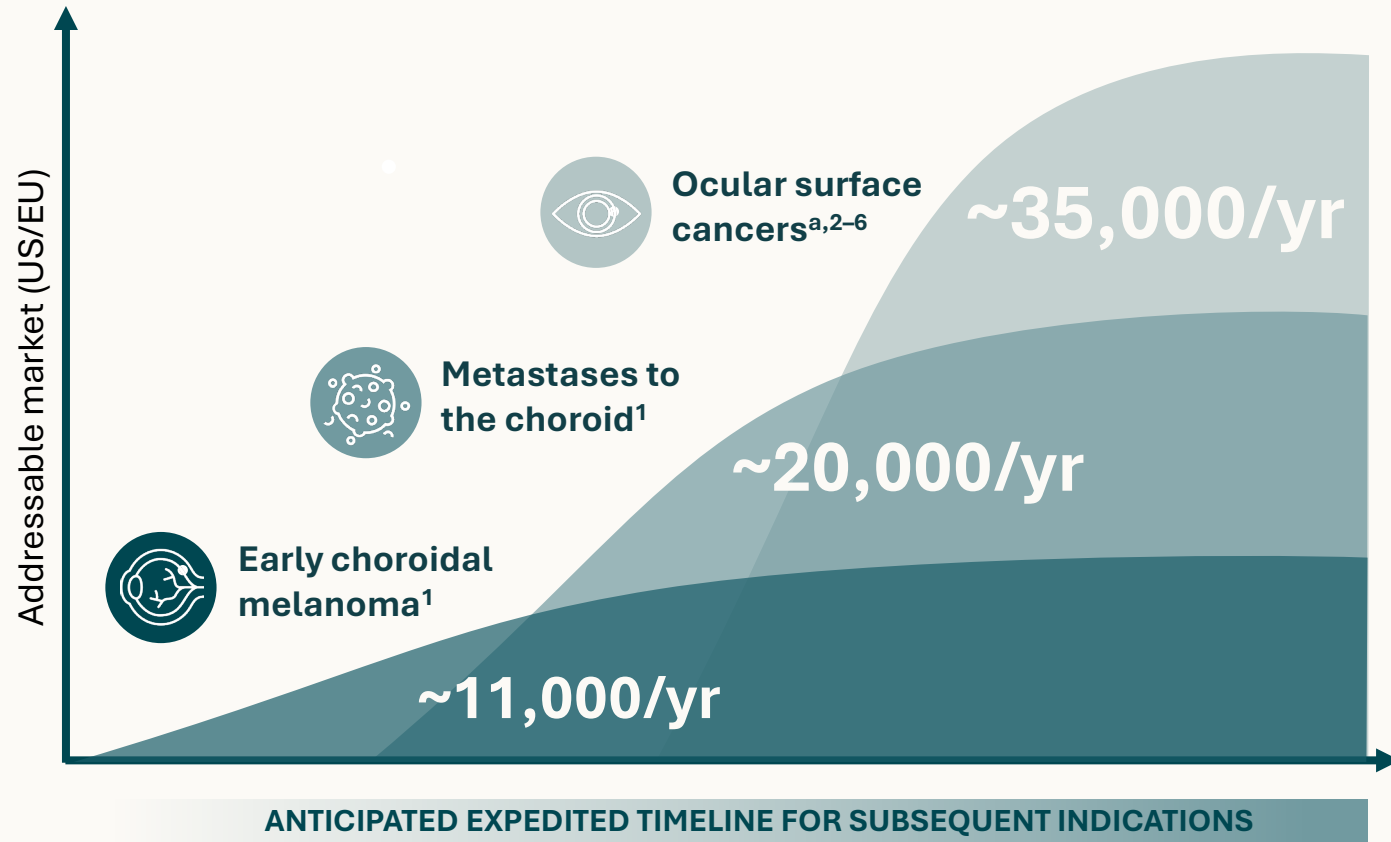 Addressable market (US/EU)
Ocular surface
cancersᵃ,²⁻⁶
~35,000/yr
Metastases to
the choroid¹
~20,000/yr
Early choroidal
melanoma¹
~11,000/yr
ANTICIPATED EXPEDITED TIMELINE FOR SUBSEQUENT INDICATIONS